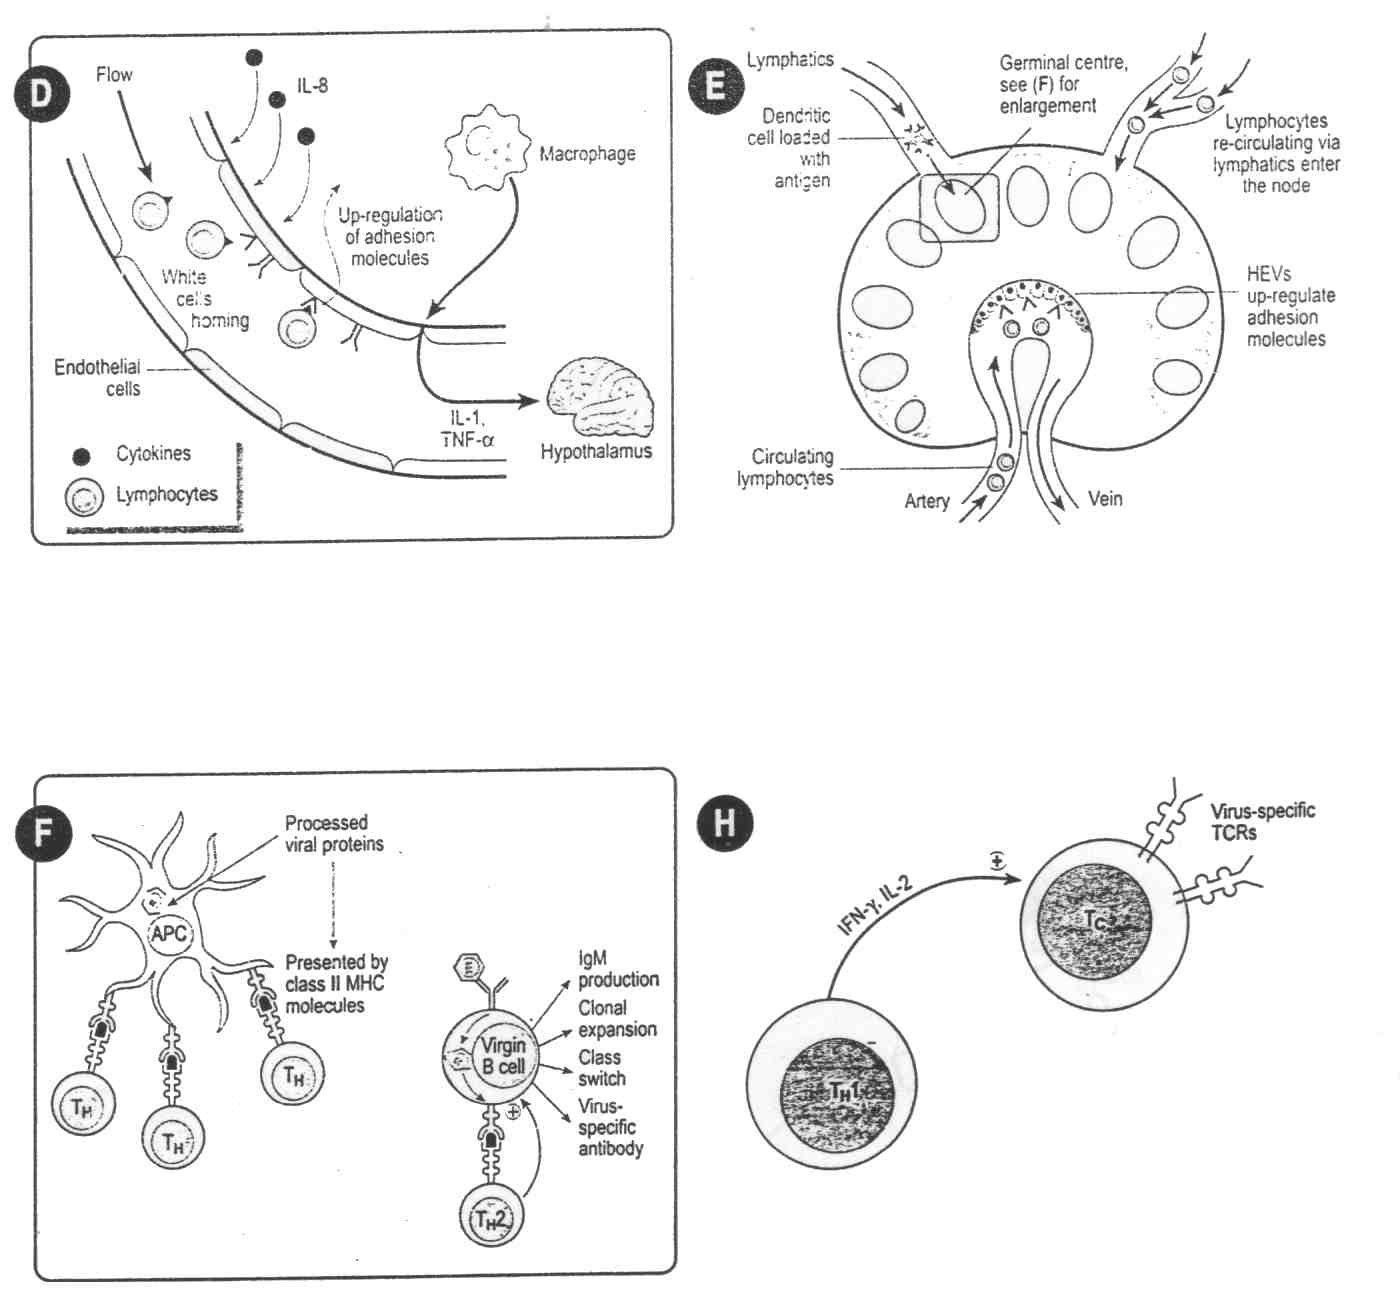 D
Flow
IL-8
Macrophage
Up-regulation
of adhesion
molecules
White
cells
homing
Endothelial
cells
IL-1,
TNF-α
Hypothalamus
Cytokines
Lymphocytes
E
Lymphatics
Germinal centre,
see (F) for
enlargement
Dendritic
cell loaded
with
antigen
Lymphocytes
re-circulating via
lymphatics enter
the node
HEVs
up-regulate
adhesion
molecules
Circulating
lymphocytes
Artery
Vein
F
Processed
viral proteins
APC
Presented by
class II MHC
molecules
TH
TH
TH
IgM
production
Clonal
expansion
Virgin
B cell
Class
switch
+
Virus-
specific
antibody
TH2
H
Virus-specific
TCRs
+
IFN-γ, IL-2
TC
TH1